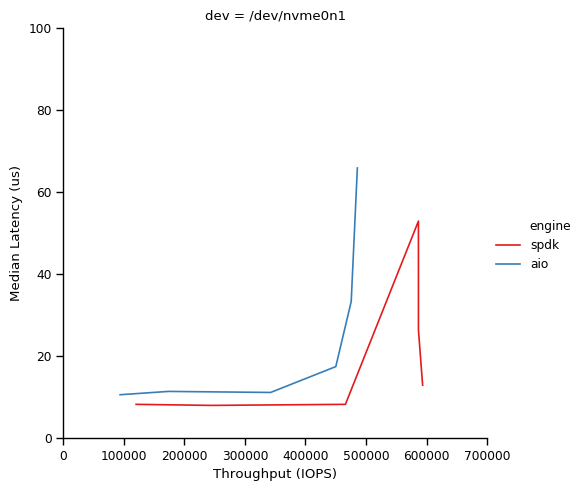 dev = /dev/nvme0n1
100
80
60
40
20
0
Median Latency (us)
engine
spdk
aio
0 100000 200000 300000 400000 500000 600000 700000
Throughput (IOPS)